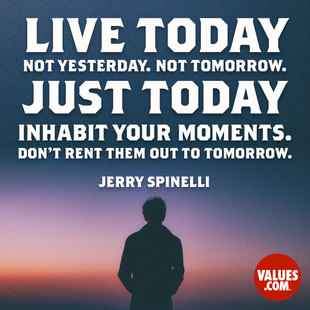 LIVE TODAY
NOT YESTERDAY. NOT TOMORROW.
JUST TODAY
INHABIT YOUR MOMENTS.
DON'T RENT THEM OUT TO TOMORROW.
JERRY SPINELLI
VALUES
.COM